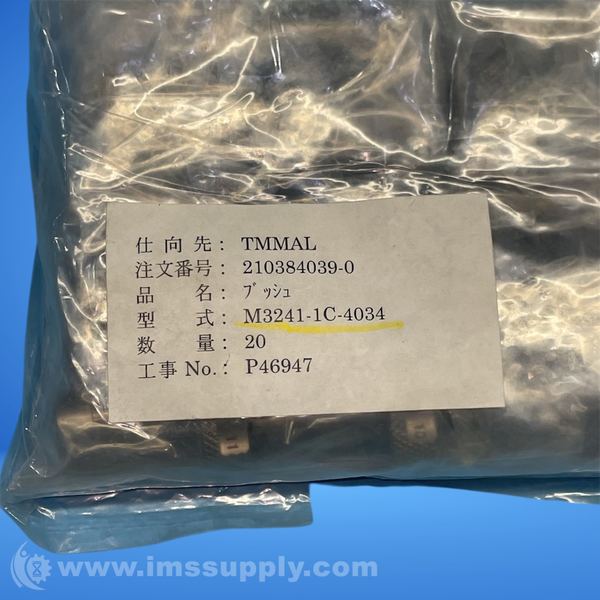 仕向先: TMMAL
注文番号: 210384039-0
品名: ﾌﾞｯｼｭ
型式: M3241-1C-4034
数量: 20
工事 No.: P46947
www.imssupply.com